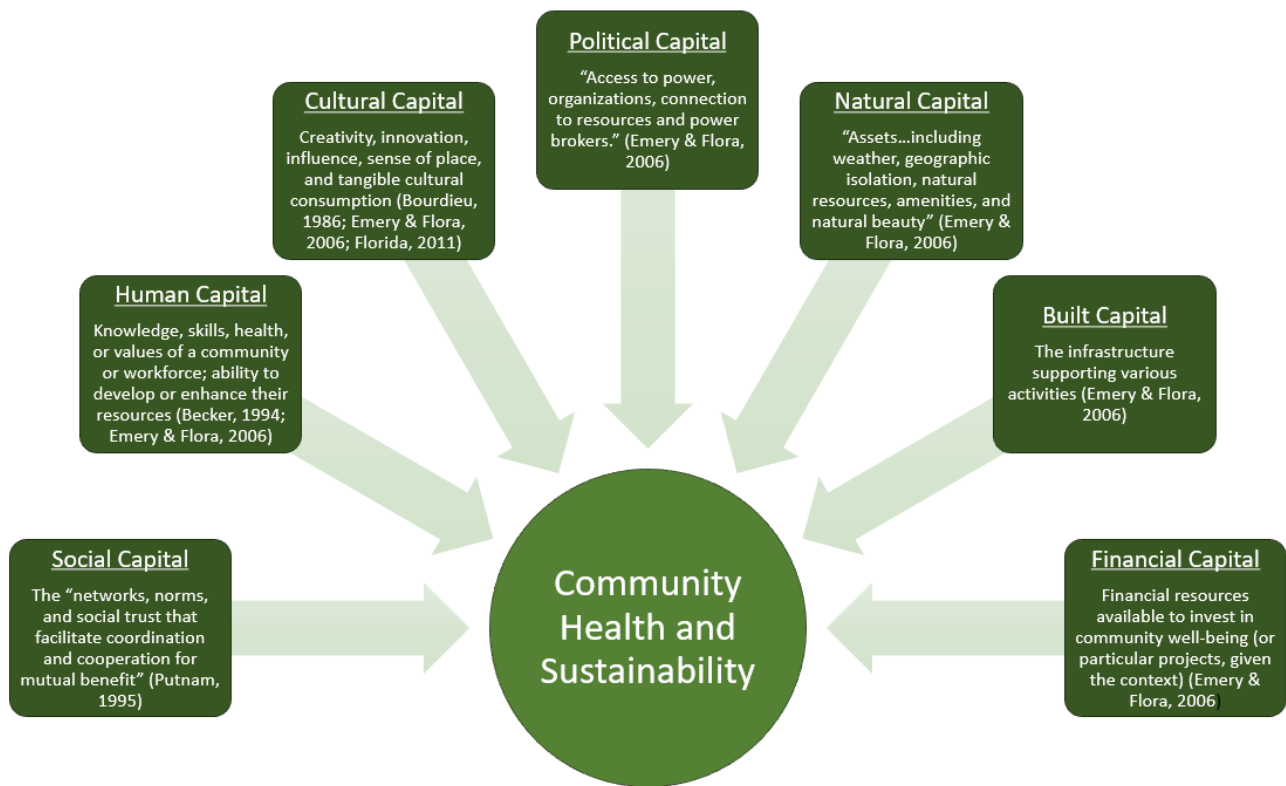 Political Capital
“Access to power,
organizations, connection
to resources and power
brokers.” (Emery & Flora,
2006)
Cultural Capital
Creativity, innovation,
influence, sense of place,
and tangible cultural
consumption (Bourdieu,
1986; Emery & Flora,
2006; Florida, 2011)
Natural Capital
“Assets…including
weather, geographic
isolation, natural
resources, amenities, and
natural beauty” (Emery &
Flora, 2006)
Human Capital
Knowledge, skills, health,
or values of a community
or workforce; ability to
develop or enhance their
resources (Becker, 1994;
Emery & Flora, 2006)
Built Capital
The infrastructure
supporting various
activities (Emery & Flora,
2006)
Social Capital
The “networks, norms,
and social trust that
facilitate coordination
and cooperation for
mutual benefit” (Putnam,
1995)
Community
Health and
Sustainability
Financial Capital
Financial resources
available to invest in
community well-being (or
particular projects, given
the context) (Emery &
Flora, 2006)